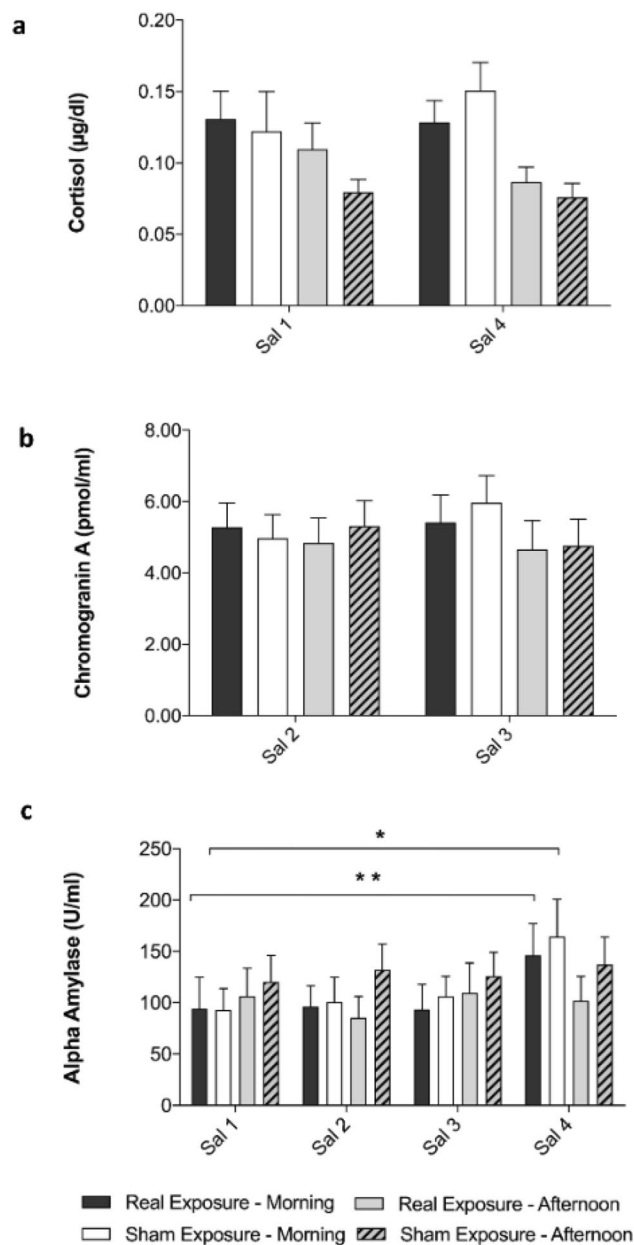 a
Cortisol (µg/dl)
0.20
0.15
0.10
0.05
0.00
Sal 1
Sal 4
b
Chromogranin A (pmol/ml)
8.00
6.00
4.00
2.00
0.00
Sal 2
Sal 3
c
Alpha Amylase (U/ml)
250
200
150
100
50
0
*
**
Sal 1
Sal 2
Sal 3
Sal 4
Real Exposure - Morning
Real Exposure - Afternoon
Sham Exposure - Morning
Sham Exposure - Afternoon